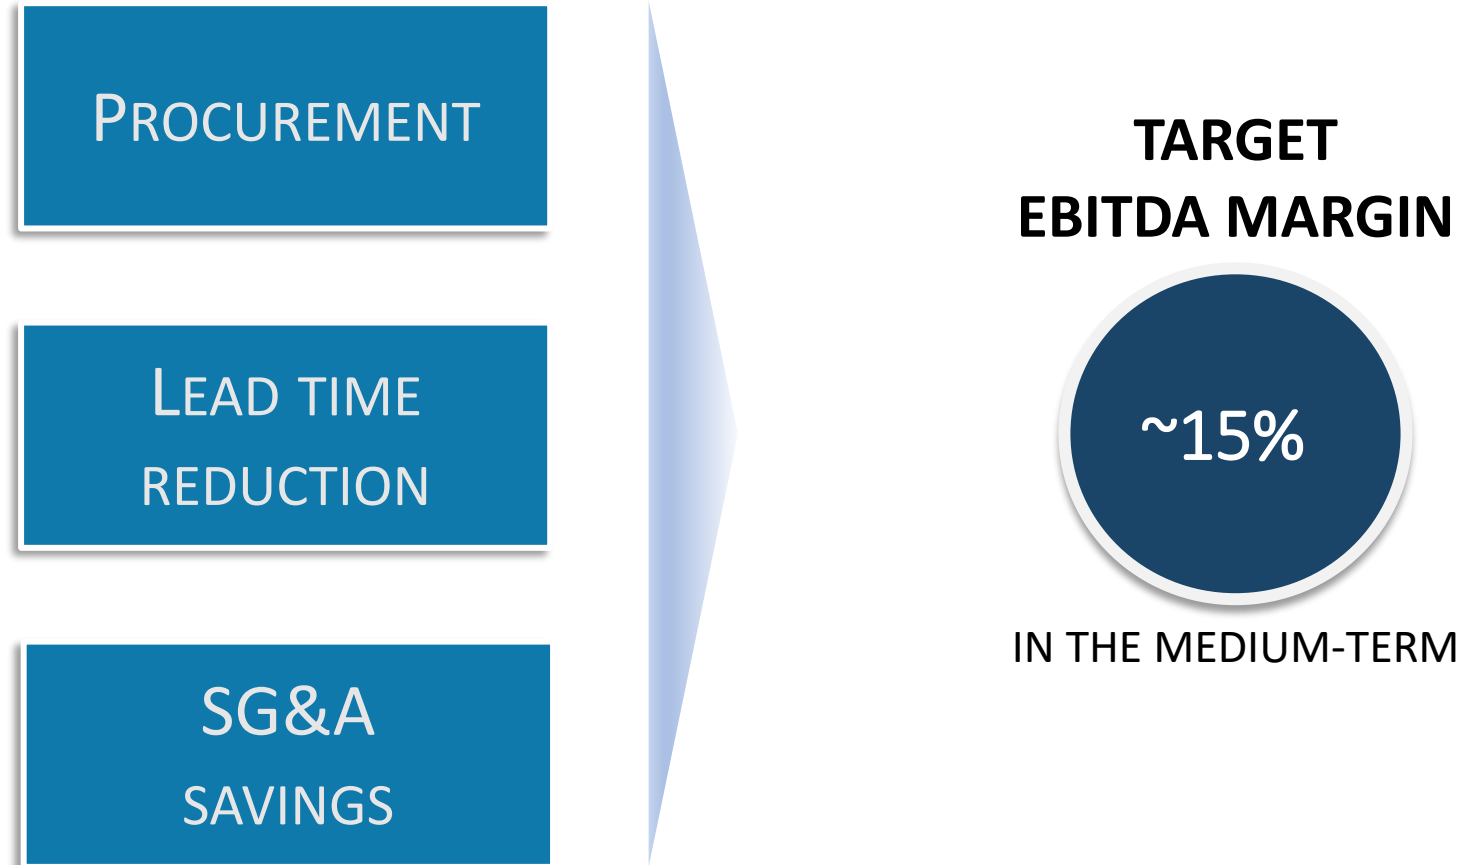 PROCUREMENT
LEAD TIME
REDUCTION
SG&A
SAVINGS
TARGET
EBITDA MARGIN
~15%
IN THE MEDIUM-TERM